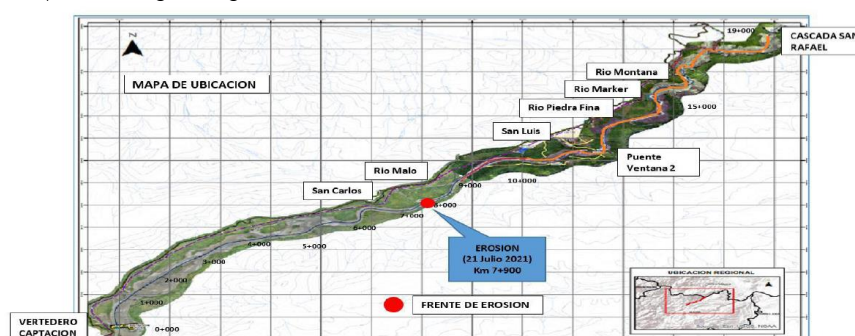 19+000
CASCADA SAN
RAFAEL
N
MAPA DE UBICACION
Rio Montana
Rio Marker
Rio Piedra Fina
15+000
San Luis
Puente
Ventana 2
Rio Malo
10+000
9+000
San Carlos
8+000
7+000
6+000
5+000
4+000
3+000
2+000
1+000
0+000
EROSION
(21 Julio 2021)
Km 7+900
FRENTE DE EROSION
UBICACION REGIONAL
VERTEDERO
CAPTACION